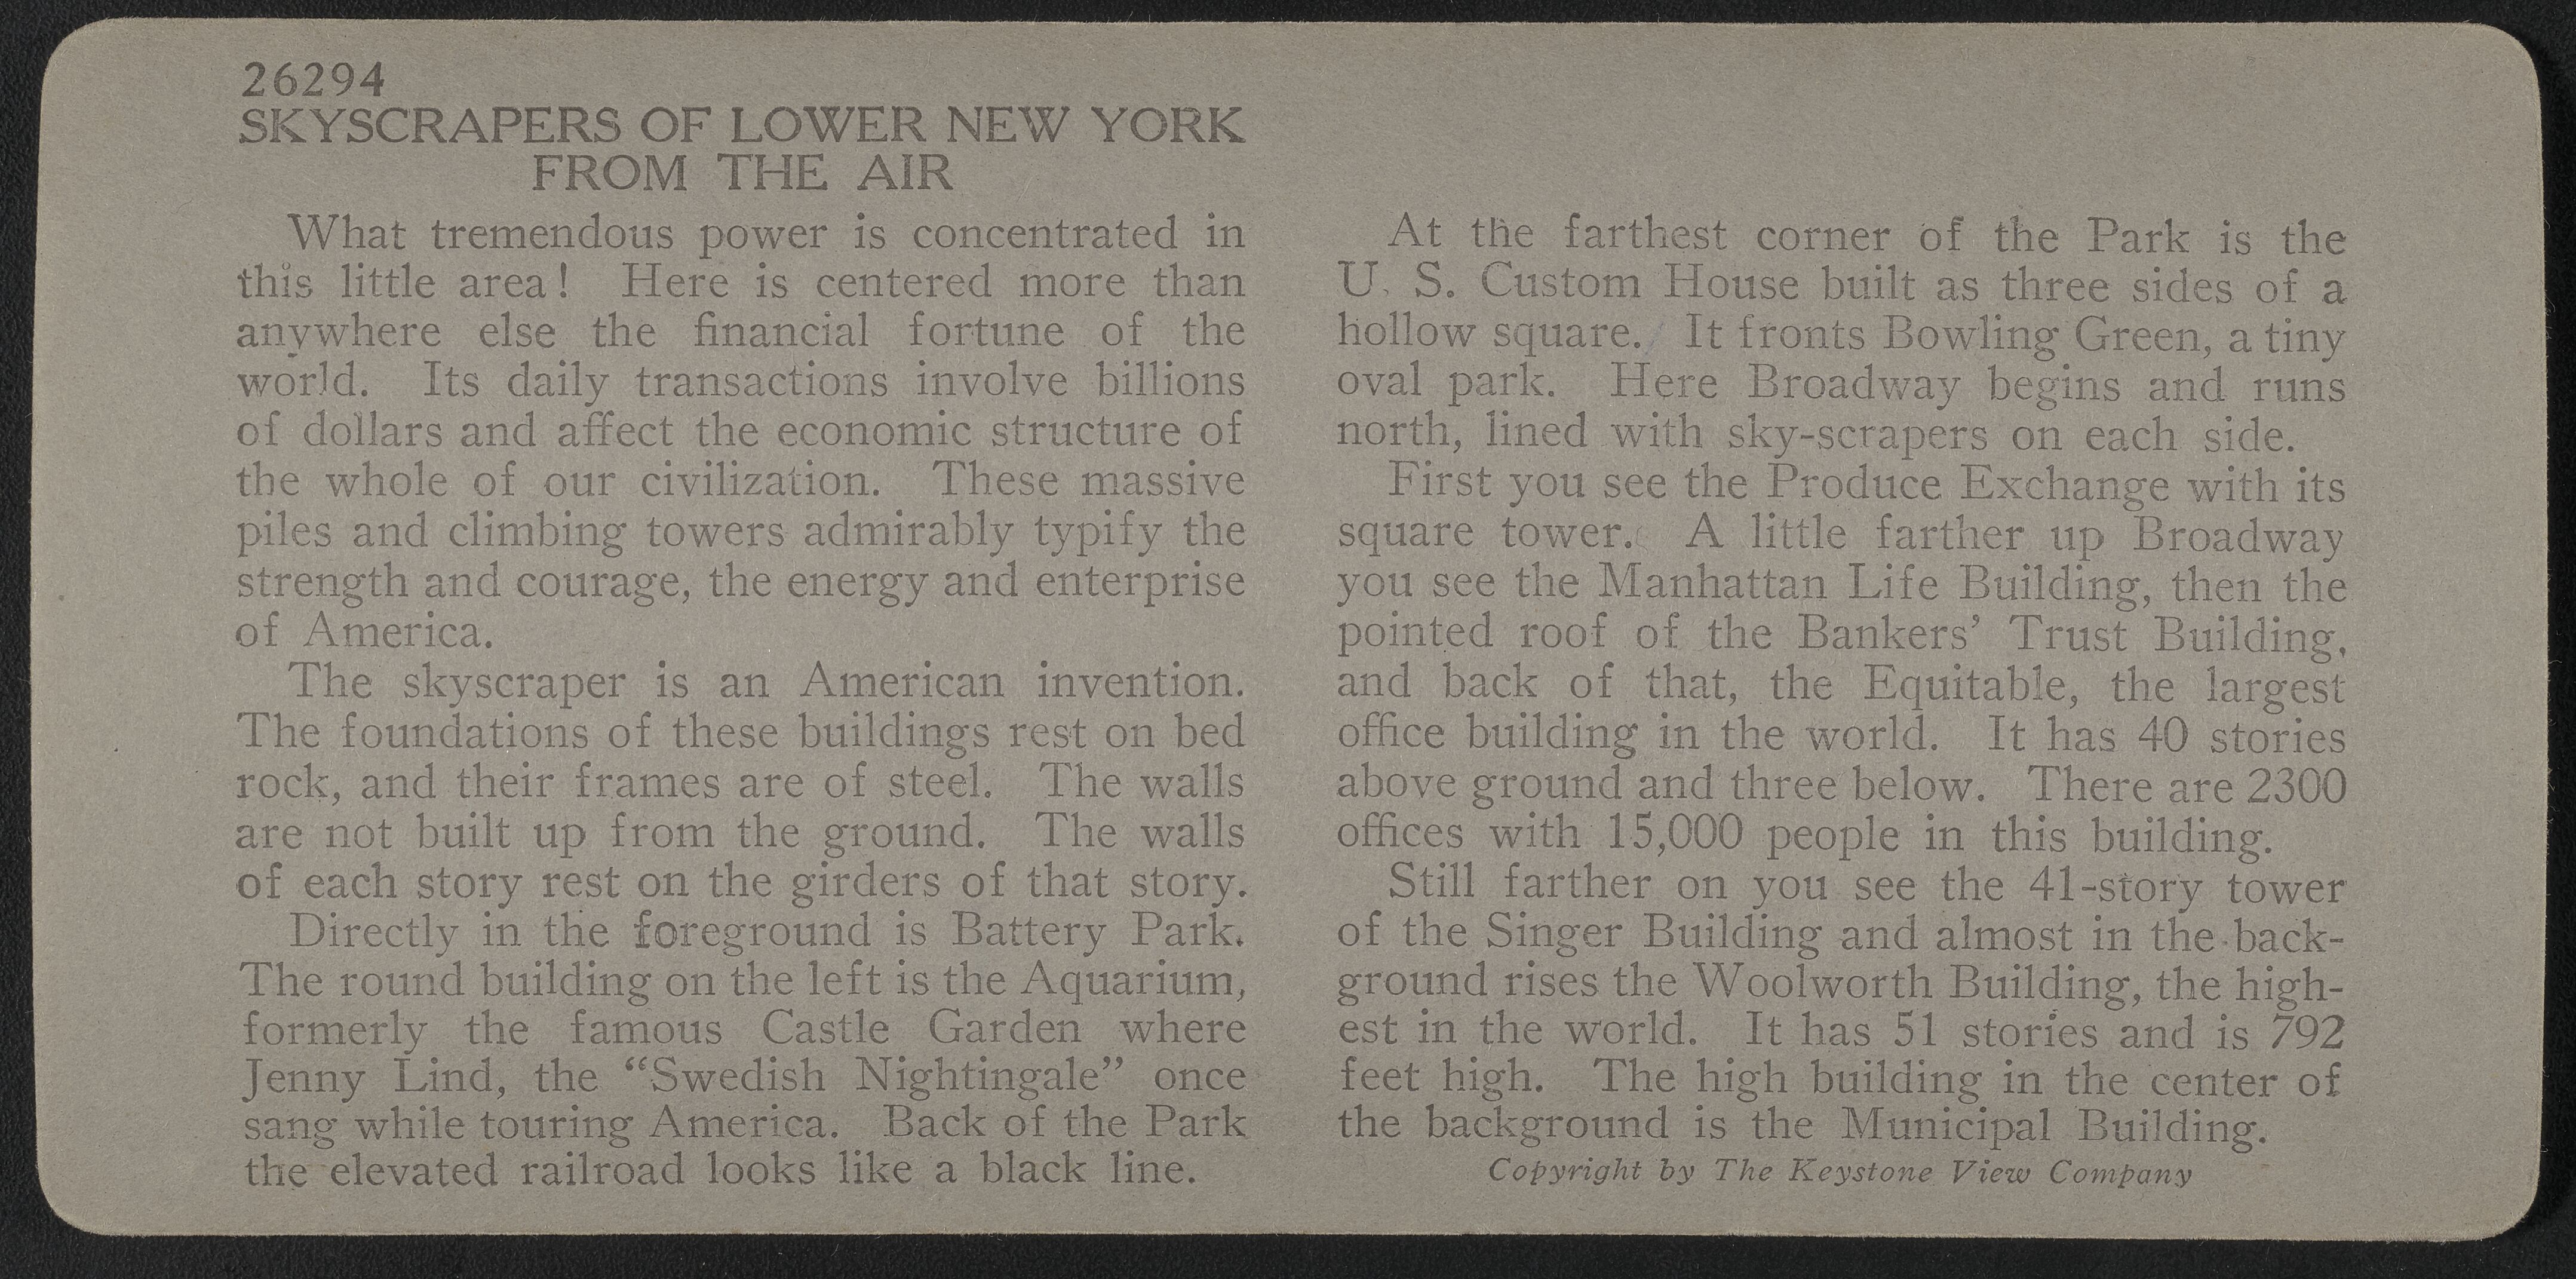 26294
SKYSCRAPERS OF LOWER NEW YORK
FROM THE AIR
What tremendous power is concentrated in
this little area! Here is centered more than
anywhere else the financial fortune of the
world. Its daily transactions involve billions
of dollars and affect the economic structure of
the whole of our civilization. These massive
piles and climbing towers admirably typify the
strength and courage, the energy and enterprise
of America.
The skyscraper is an American invention.
The foundations of these buildings rest on bed
rock, and their frames are of steel. The walls
are not built up from the ground. The walls
of each story rest on the girders of that story.
Directly in the foreground is Battery Park.
The round building on the left is the Aquarium,
formerly the famous Castle Garden where
Jenny Lind, the “Swedish Nightingale” once
sang while touring America. Back of the Park
the elevated railroad looks like a black line.
At the farthest corner of the Park is the
U. S. Custom House built as three sides of a
hollow square. It fronts Bowling Green, a tiny
oval park. Here Broadway begins and runs
north, lined with sky-scrapers on each side.
First you see the Produce Exchange with its
square tower. A little farther up Broadway
you see the Manhattan Life Building, then the
pointed roof of the Bankers’ Trust Building,
and back of that, the Equitable, the largest
office building in the world. It has 40 stories
above ground and three below. There are 2300
offices with 15,000 people in this building.
Still farther on you see the 41-story tower
of the Singer Building and almost in the back-
ground rises the Woolworth Building, the high-
est in the world. It has 51 stories and is 792
feet high. The high building in the center of
the background is the Municipal Building.
Copyright by The Keystone View Company